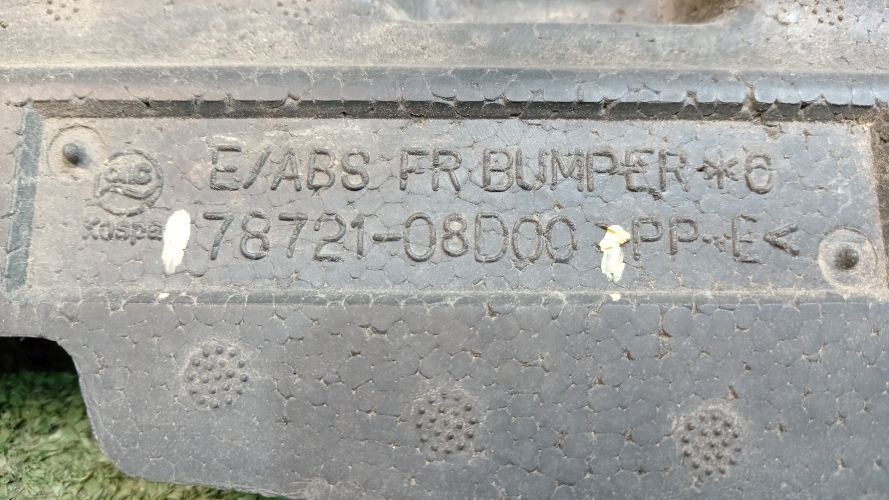 E/ABS FR BUMPER *6
Kospa 78721-08D00 >PP-E<